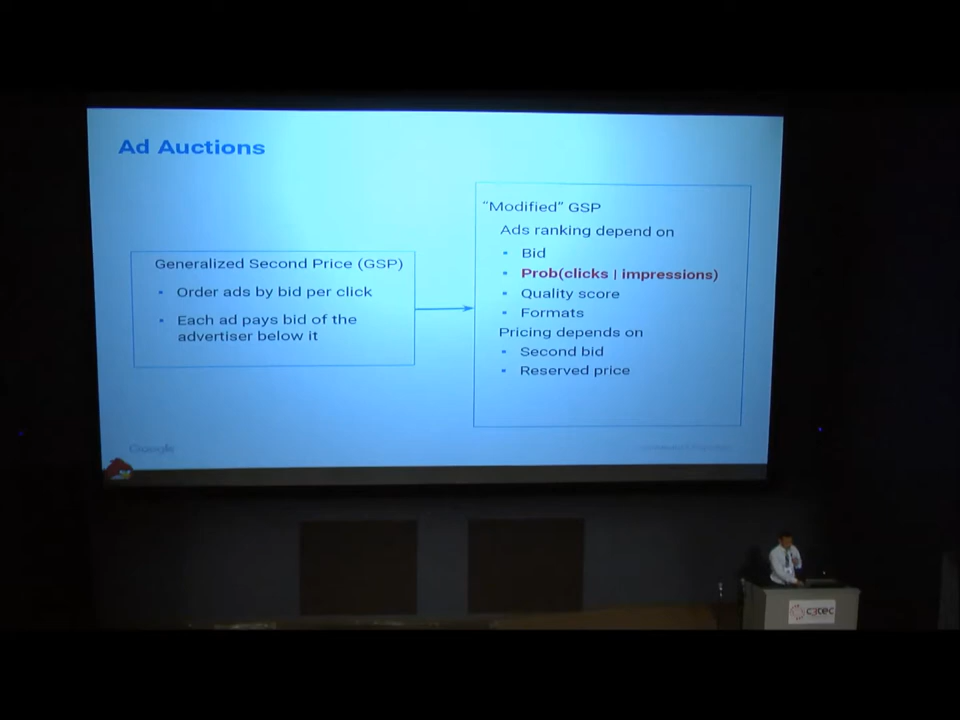 Ad Auctions
Generalized Second Price (GSP)
▪ Order ads by bid per click
▪ Each ad pays bid of the
advertiser below it
“Modified” GSP
Ads ranking depend on
▪ Bid
▪ Prob(clicks | impressions)
▪ Quality score
▪ Formats
Pricing depends on
▪ Second bid
▪ Reserved price
Google
c3tec